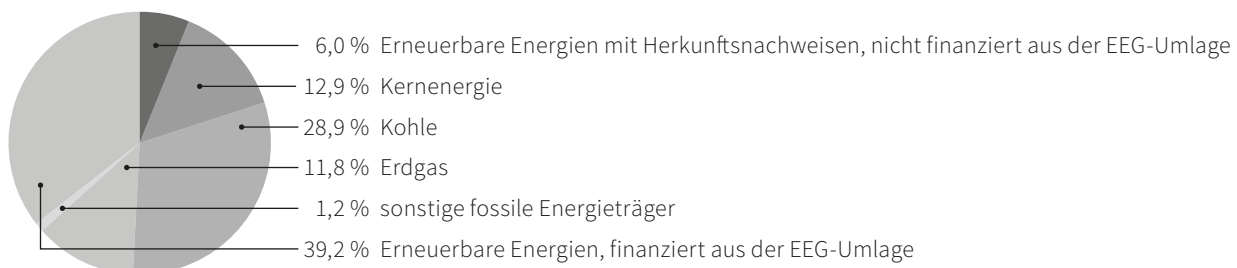 6,0 % Erneuerbare Energien mit Herkunftsnachweisen, nicht finanziert aus der EEG-Umlage
12,9 % Kernenergie
28,9 % Kohle
11,8 % Erdgas
1,2 % sonstige fossile Energieträger
39,2 % Erneuerbare Energien, finanziert aus der EEG-Umlage